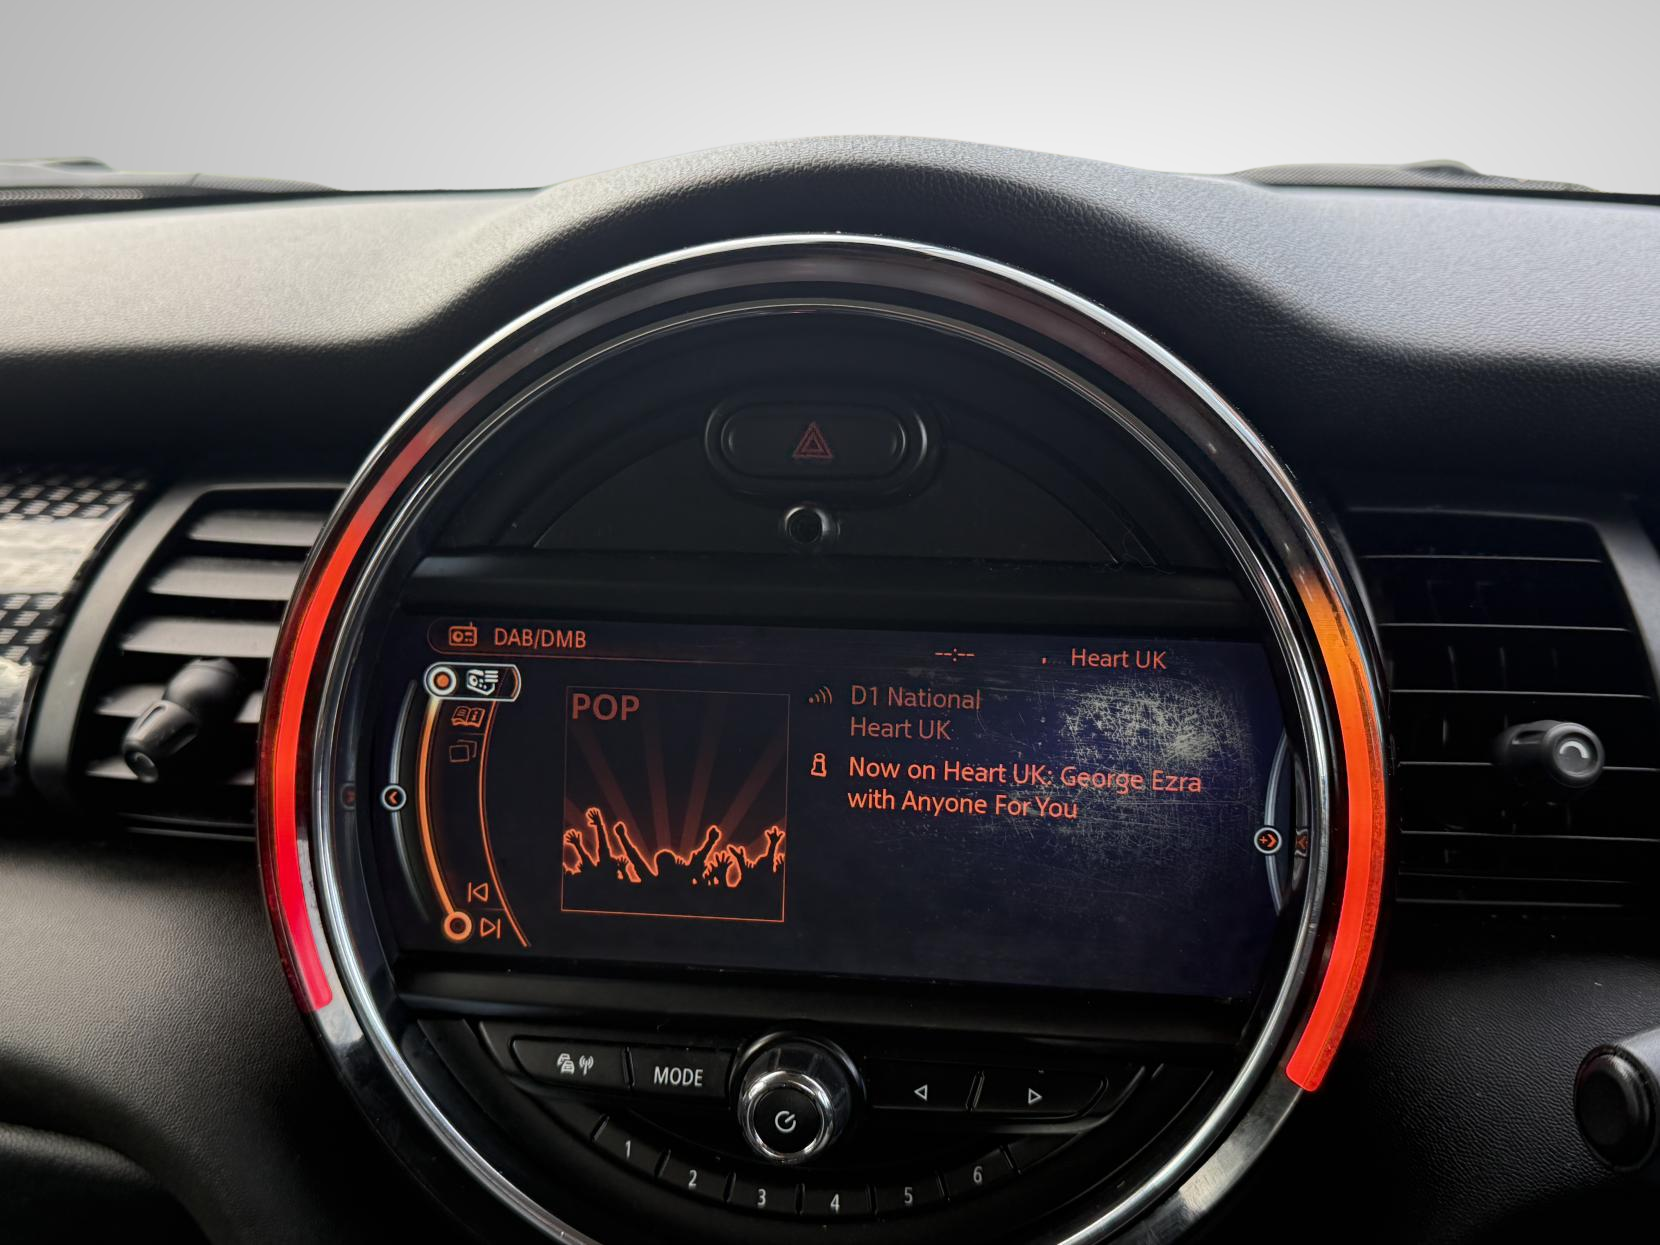 DAB/DMB
--:-- Heart UK
POP
D1 National
Heart UK
Now on Heart UK: George Ezra
with Anyone For You
MODE
1 2 3 4 5 6